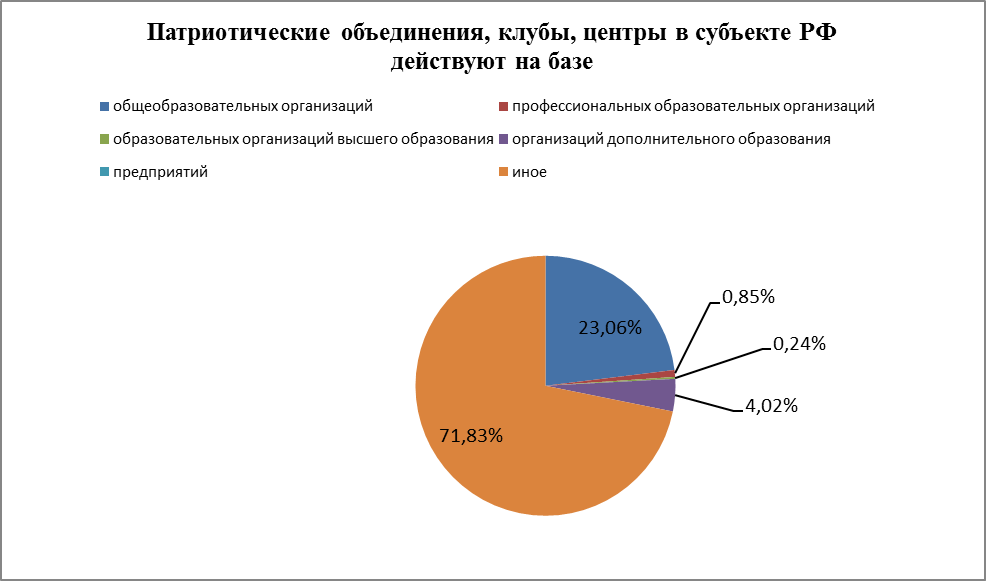 Патриотические объединения, клубы, центры в субъекте РФ
действуют на базе
общеобразовательных организаций
профессиональных образовательных организаций
образовательных организаций высшего образования
организаций дополнительного образования
предприятий
иное
0,85%
23,06%
0,24%
4,02%
71,83%